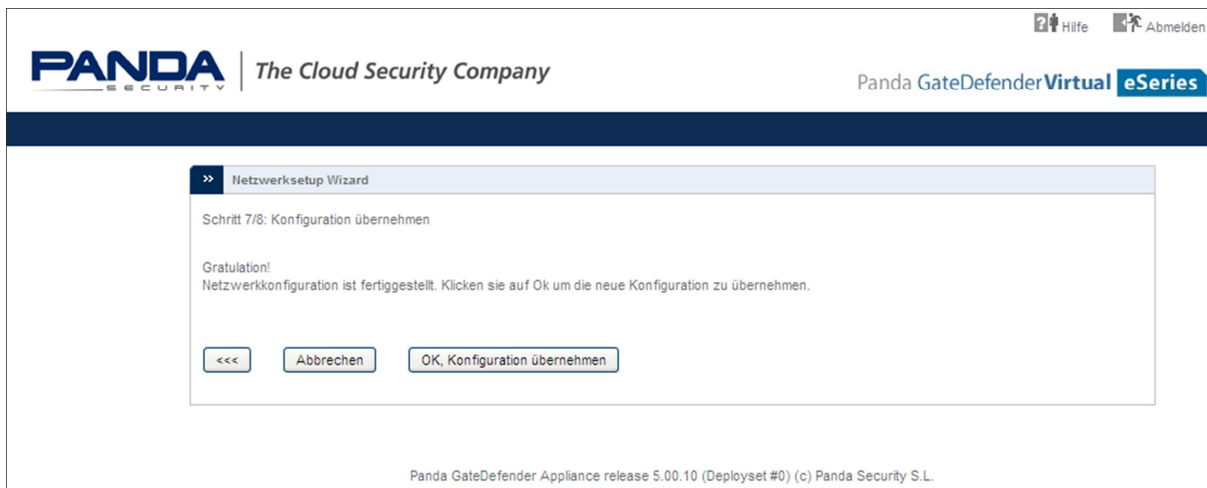 Hilfe Abmelden
PANDA SECURITY The Cloud Security Company
Panda GateDefender Virtual eSeries
>> Netzwerksetup Wizard
Schritt 7/8: Konfiguration übernehmen
Gratulation!
Netzwerkkonfiguration ist fertiggestellt. Klicken sie auf Ok um die neue Konfiguration zu übernehmen.
<<< Abbrechen OK, Konfiguration übernehmen
Panda GateDefender Appliance release 5.00.10 (Deployset #0) (c) Panda Security S.L.